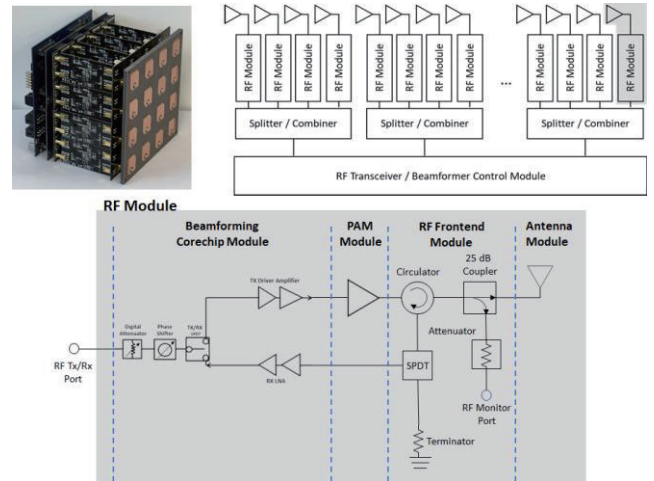 RF Module RF Module RF Module RF Module RF Module RF Module RF Module RF Module ... RF Module RF Module RF Module RF Module
Splitter / Combiner Splitter / Combiner Splitter / Combiner
RF Transceiver / Beamformer Control Module
RF Module
Beamforming
Corechip Module
PAM
Module
RF Frontend
Module
Antenna
Module
25 dB
Coupler
Circulator
TX Driver Amplifier
Digital
Attenuator
Phase
Shifter
TX/RX
SPDT
Attenuator
RF Tx/Rx
Port
RX LNA
SPDT
RF Monitor
Port
Terminator